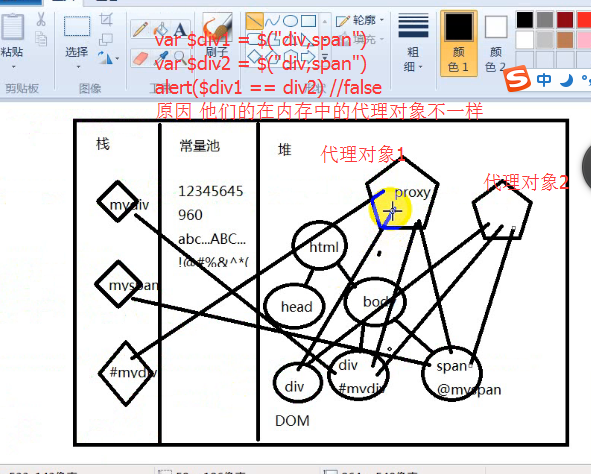 粘贴
选择
刷子
轮廓
填充
粗
细
颜
色 1
颜
色 2
中
剪贴板
图像
工具
形状
var $div1 = $("div,span")
var $div2 = $("div,span")
alert($div1 == div2) //false
原因 他们的在内存中的代理对象不一样
栈
常量池
堆
代理对象1
代理对象2
mydiv
12345645
960
abc...ABC...
!@#%&^*(
proxy
html
myspan
head
body
#mydiv
div
div
#mydiv
span
@myspan
DOM